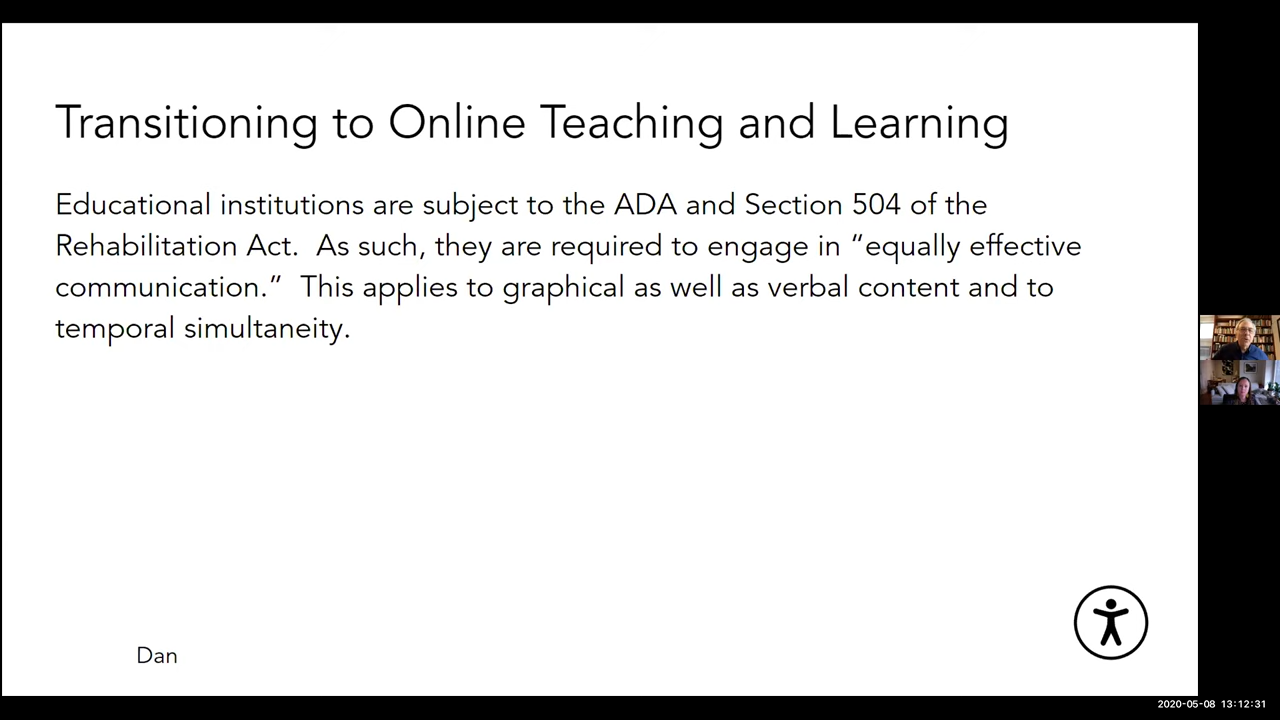 Transitioning to Online Teaching and Learning
Educational institutions are subject to the ADA and Section 504 of the
Rehabilitation Act.  As such, they are required to engage in “equally effective
communication.”  This applies to graphical as well as verbal content and to
temporal simultaneity.
Dan
2020-05-08 13:12:31